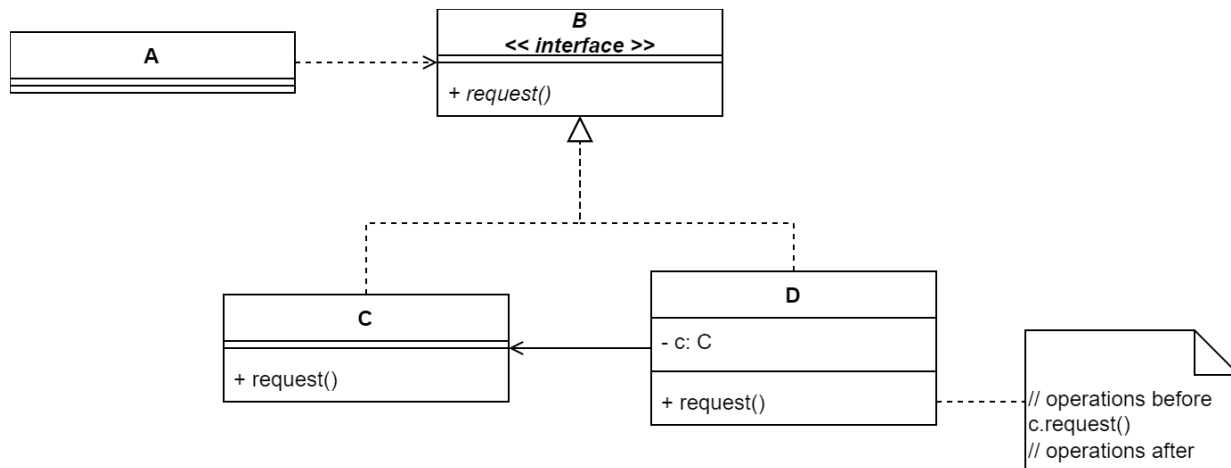 A
B
<< interface >>
+ request()
C
+ request()
D
- c: C
+ request()
// operations before
c.request()
// operations after